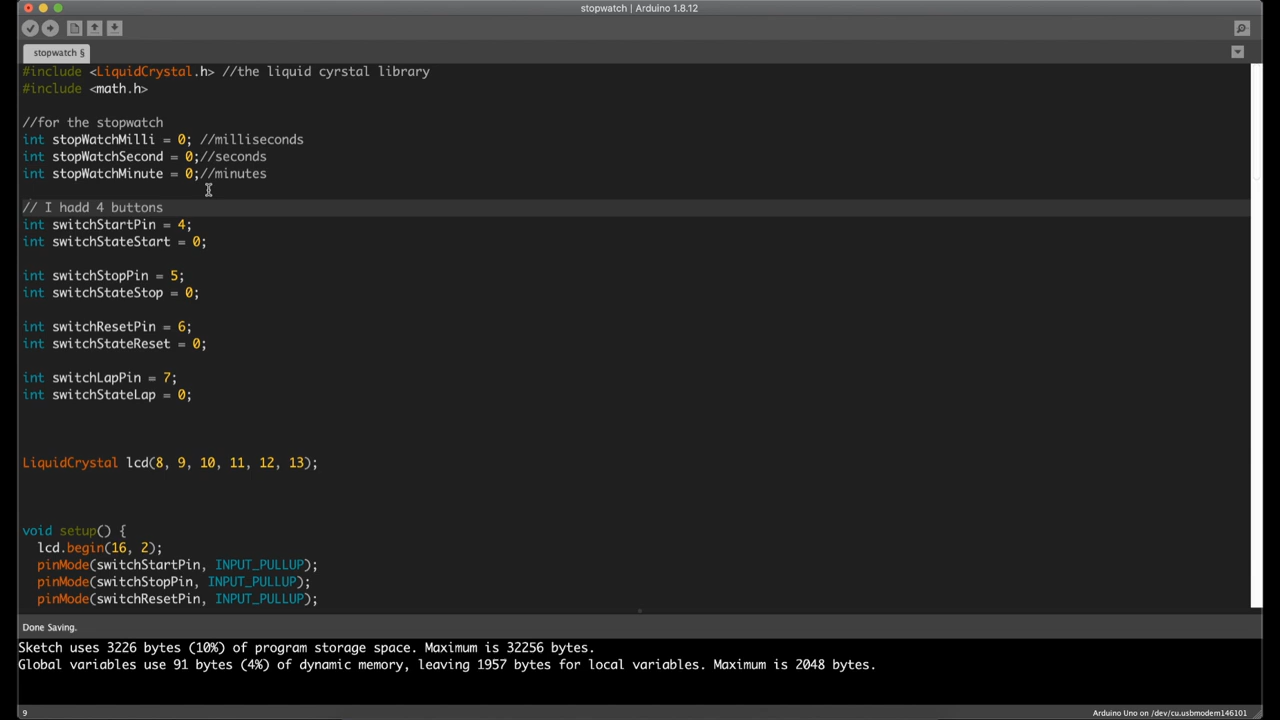 stopwatch | Arduino 1.8.12
stopwatch §
#include <LiquidCrystal.h> //the liquid cyrstal library
#include <math.h>
//for the stopwatch
int stopWatchMilli = 0; //milliseconds
int stopWatchSecond = 0;//seconds
int stopWatchMinute = 0;//minutes
// I hadd 4 buttons
int switchStartPin = 4;
int switchStateStart = 0;
int switchStopPin = 5;
int switchStateStop = 0;
int switchResetPin = 6;
int switchStateReset = 0;
int switchLapPin = 7;
int switchStateLap = 0;
LiquidCrystal lcd(8, 9, 10, 11, 12, 13);
void setup() {
lcd.begin(16, 2);
pinMode(switchStartPin, INPUT_PULLUP);
pinMode(switchStopPin, INPUT_PULLUP);
pinMode(switchResetPin, INPUT_PULLUP);
Done Saving.
Sketch uses 3226 bytes (10%) of program storage space. Maximum is 32256 bytes.
Global variables use 91 bytes (4%) of dynamic memory, leaving 1957 bytes for local variables. Maximum is 2048 bytes.
9
Arduino Uno on /dev/cu.usbmodem146101